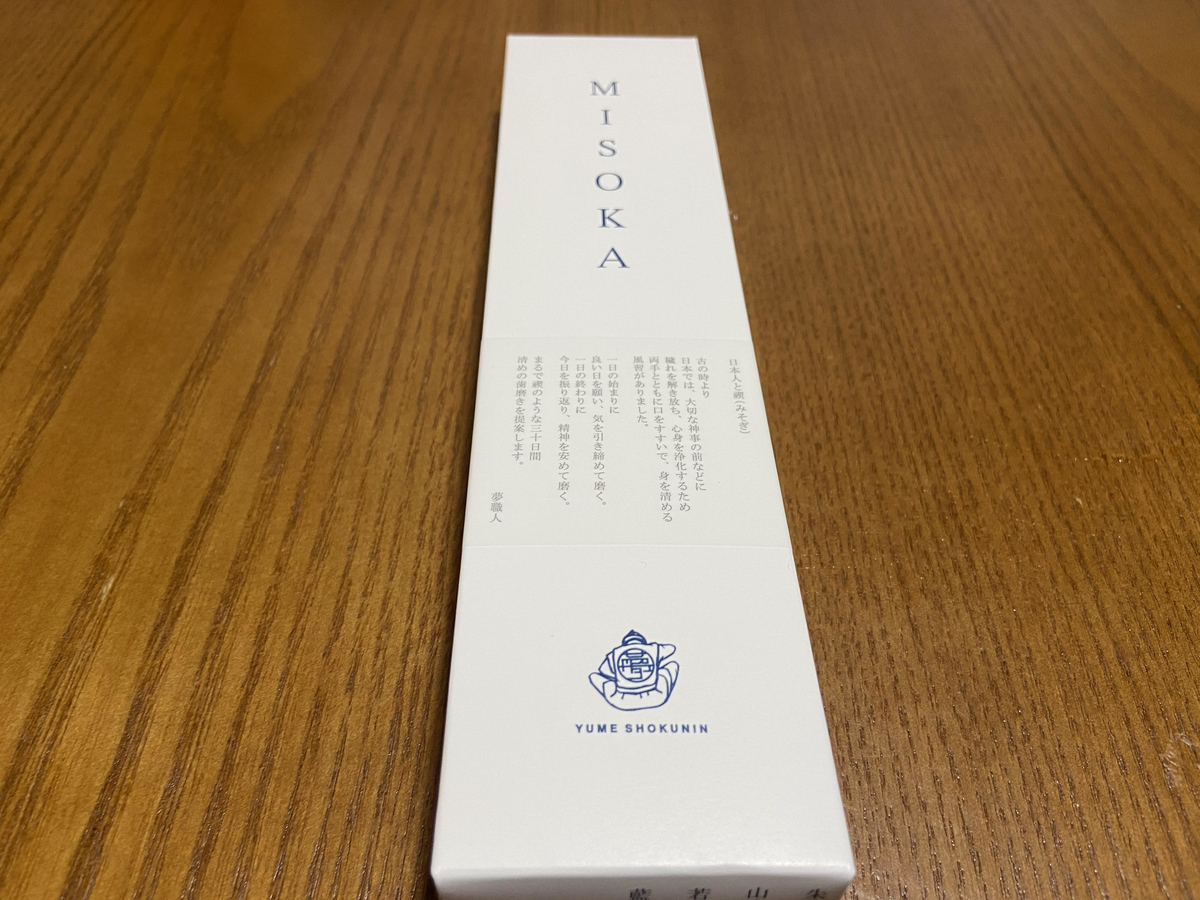 MISOKA
日本人と禊(みそぎ)
古の時より
日本では、大切な神事の前などに
穢れを解き放ち、心身を浄化するため
両手とともに口をすすいで、身を清める
風習がありました。
一日の始まりに
良い日を願い、気を引き締めて磨く。
一日の終わりに
今日を振り返り、精神を安めて磨く。
まるで禊のような三十日間
清めの歯磨きを提案します。
夢職人
YUME SHOKUNIN
山
若